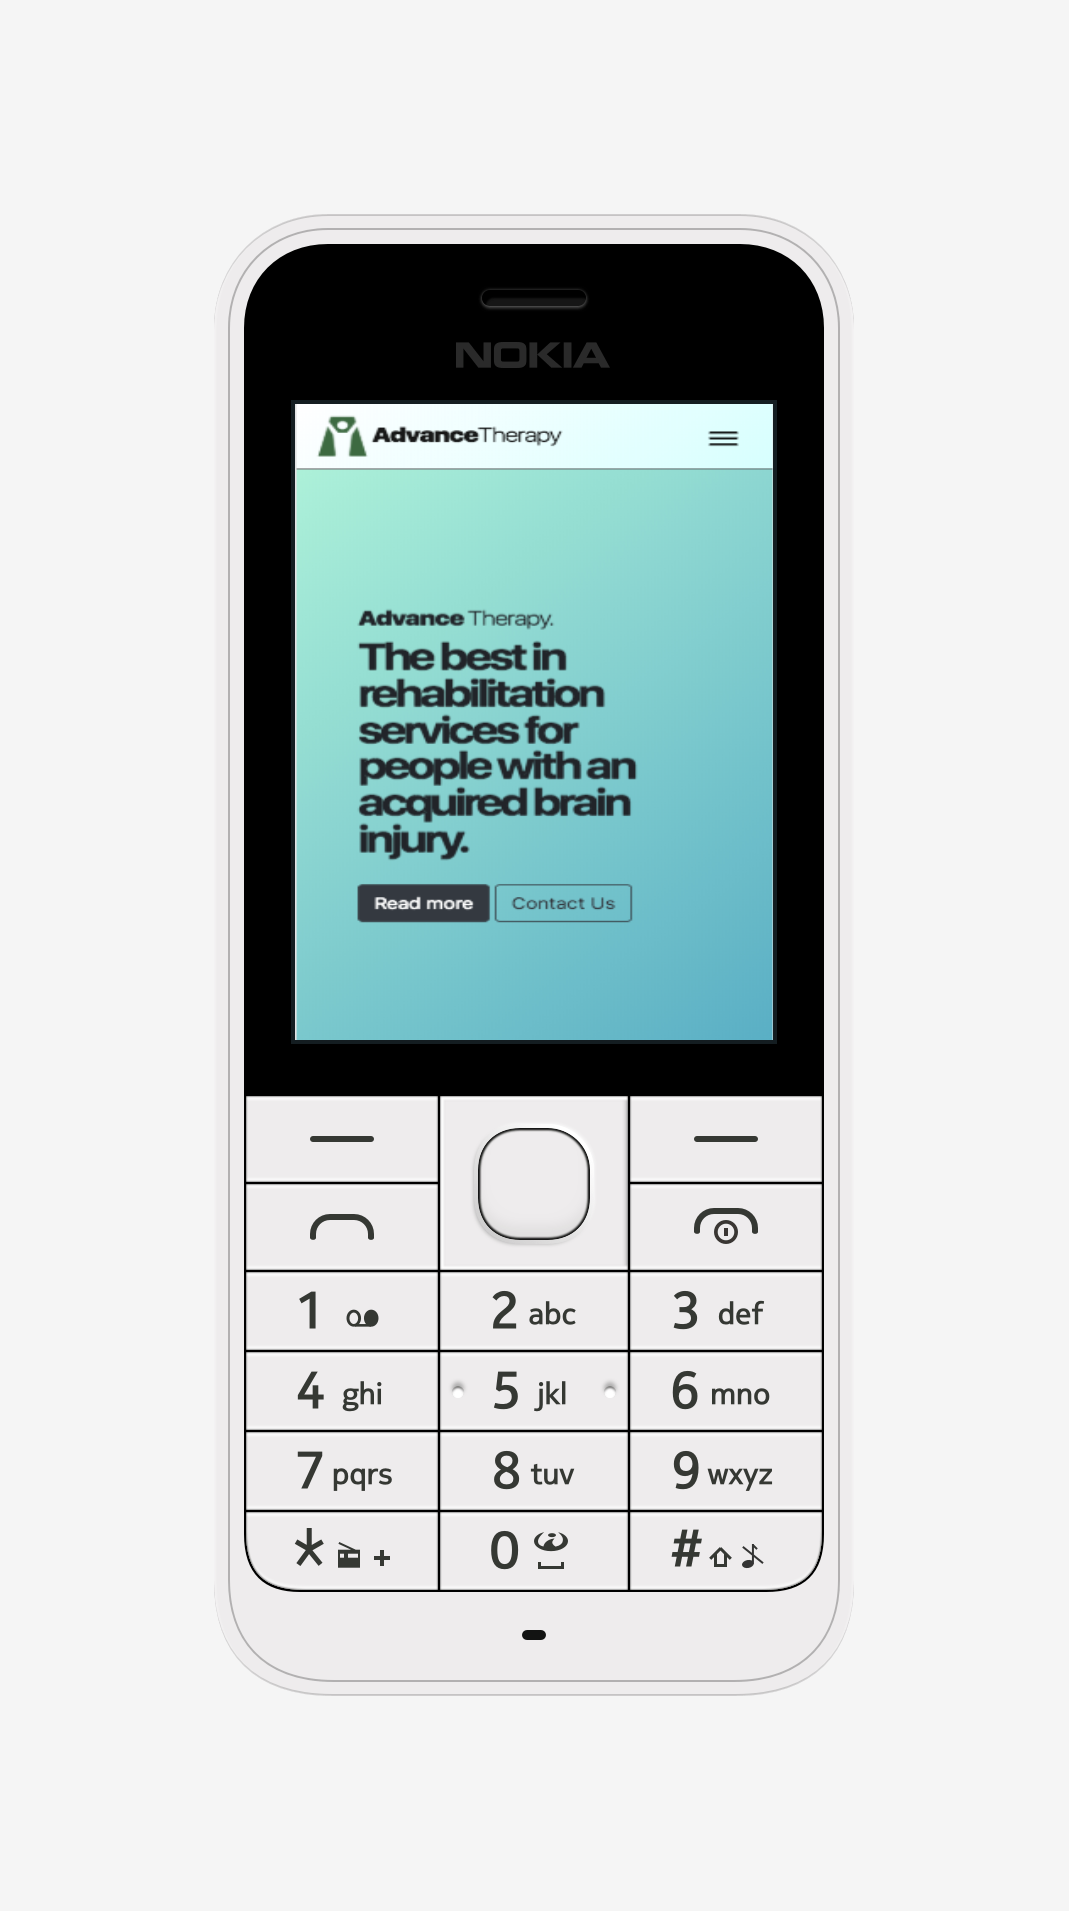 NOKIA
AdvanceTherapy
Advance Therapy.
The best in
rehabilitation
services for
people with an
acquired brain
injury.
Read more Contact Us
1 2 abc 3 def
4 ghi 5 jkl 6 mno
7 pqrs 8 tuv 9 wxyz
* + 0 #